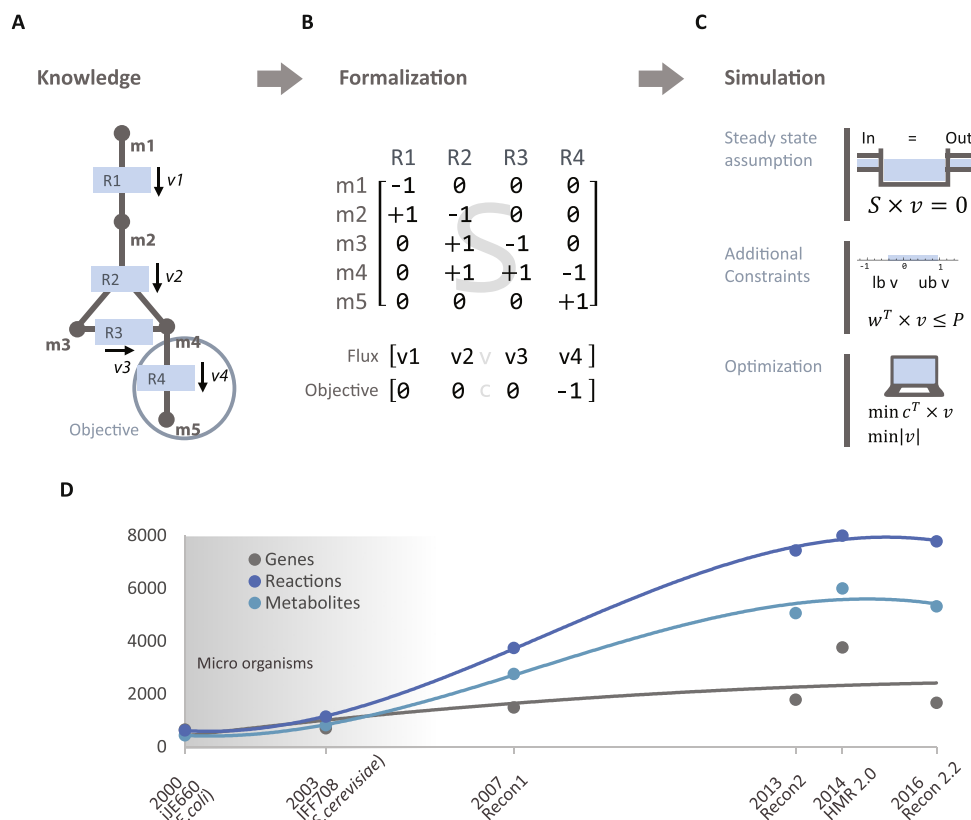 A
B
C
Knowledge
Formalization
Simulation
m1
R1
v1
m2
R2
v2
R3
m3
m4
v3
R4
v4
Objective
m5
R1 R2 R3 R4
m1 -1 0 0 0
m2 +1 -1 0 0
m3 0 +1 -1 0
m4 0 +1 +1 -1
m5 0 0 0 +1
S
Flux [v1 v2 v v3 v4 ]
Objective [0 0 c 0 -1 ]
Steady state
assumption
In = Out
S × v = 0
Additional
Constraints
-1 0 1
lb v ub v
wᵀ × v ≤ P
Optimization
min cᵀ × v
min|v|
D
8000
6000
4000
2000
0
Genes
Reactions
Metabolites
Micro organisms
2000
iJE660
E.coli)
2003
iFF708
S.cerevisiae)
2007
Recon1
2013
Recon2
2014
HMR 2.0
2016
Recon 2.2